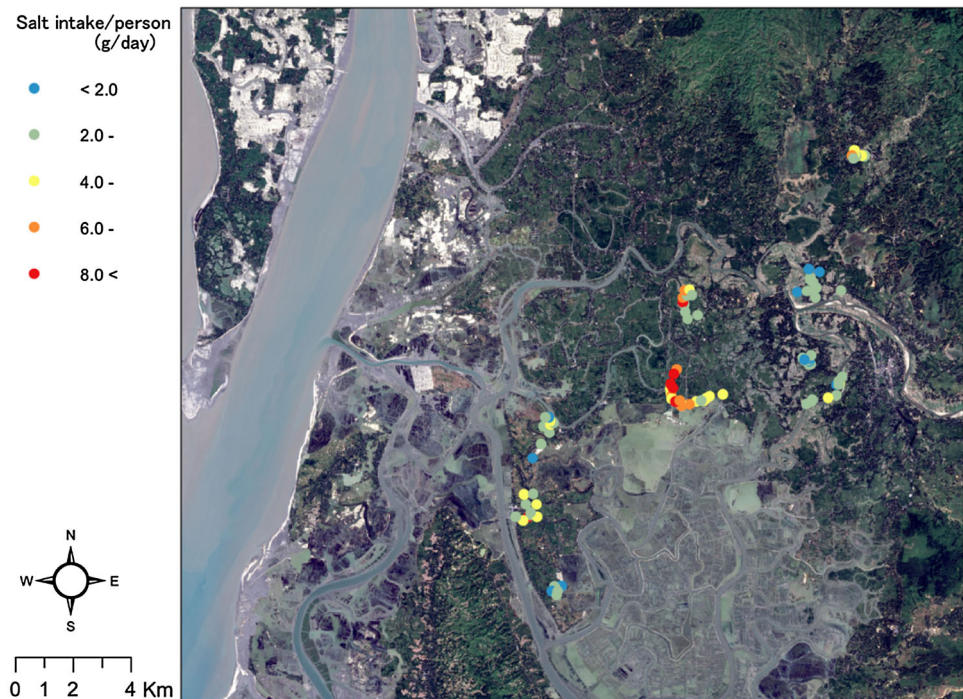 Salt intake/person
(g/day)
< 2.0
2.0 -
4.0 -
6.0 -
8.0 <
N
W E
S
0 1 2 4 Km